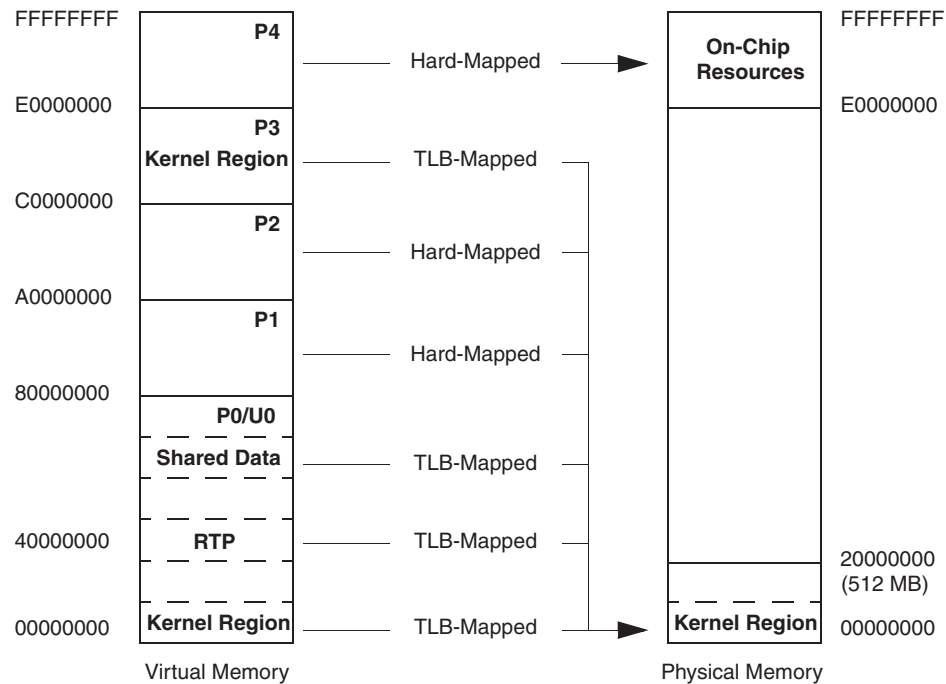 FFFFFFFF
P4
Hard-Mapped
On-Chip
Resources
FFFFFFFF
E0000000
E0000000
P3
Kernel Region
TLB-Mapped
C0000000
P2
Hard-Mapped
A0000000
P1
Hard-Mapped
80000000
P0/U0
Shared Data
TLB-Mapped
40000000
RTP
TLB-Mapped
20000000
(512 MB)
00000000
Kernel Region
TLB-Mapped
Kernel Region
00000000
Virtual Memory
Physical Memory